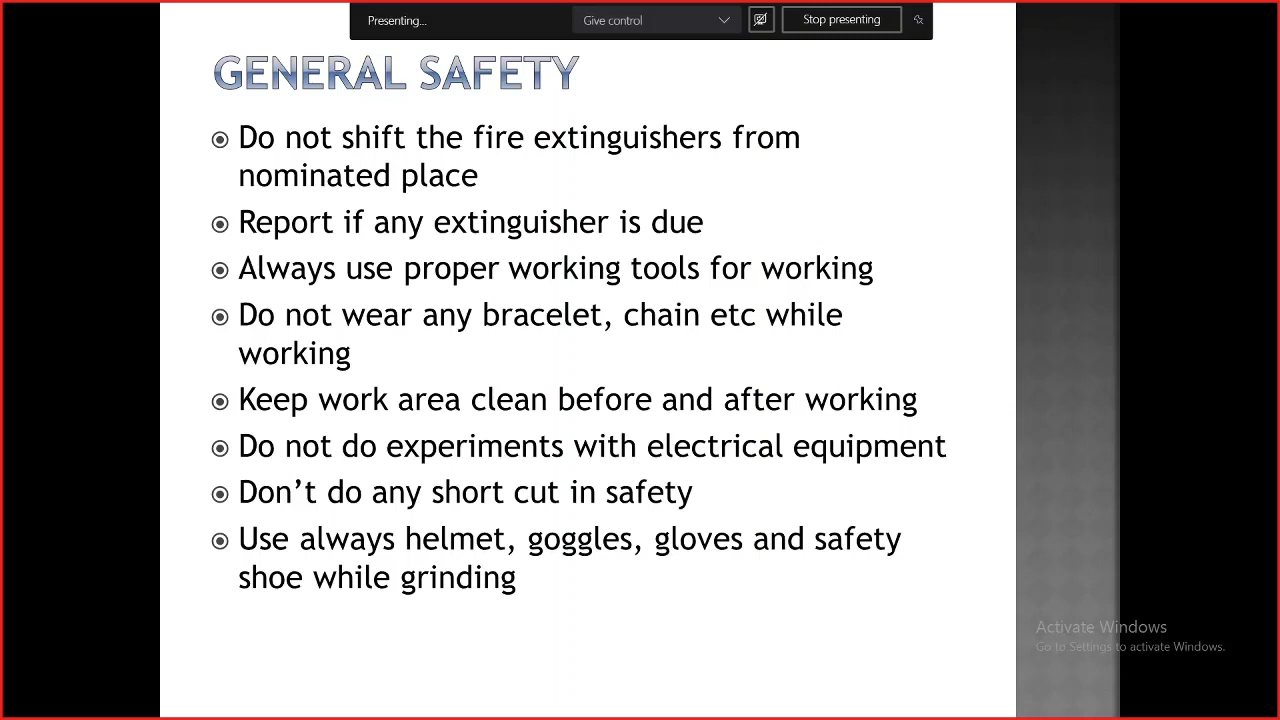 Presenting...
Give control
Stop presenting
GENERAL SAFETY
Do not shift the fire extinguishers from
nominated place
Report if any extinguisher is due
Always use proper working tools for working
Do not wear any bracelet, chain etc while
working
Keep work area clean before and after working
Do not do experiments with electrical equipment
Don’t do any short cut in safety
Use always helmet, goggles, gloves and safety
shoe while grinding
Activate Windows
Go to Settings to activate Windows.